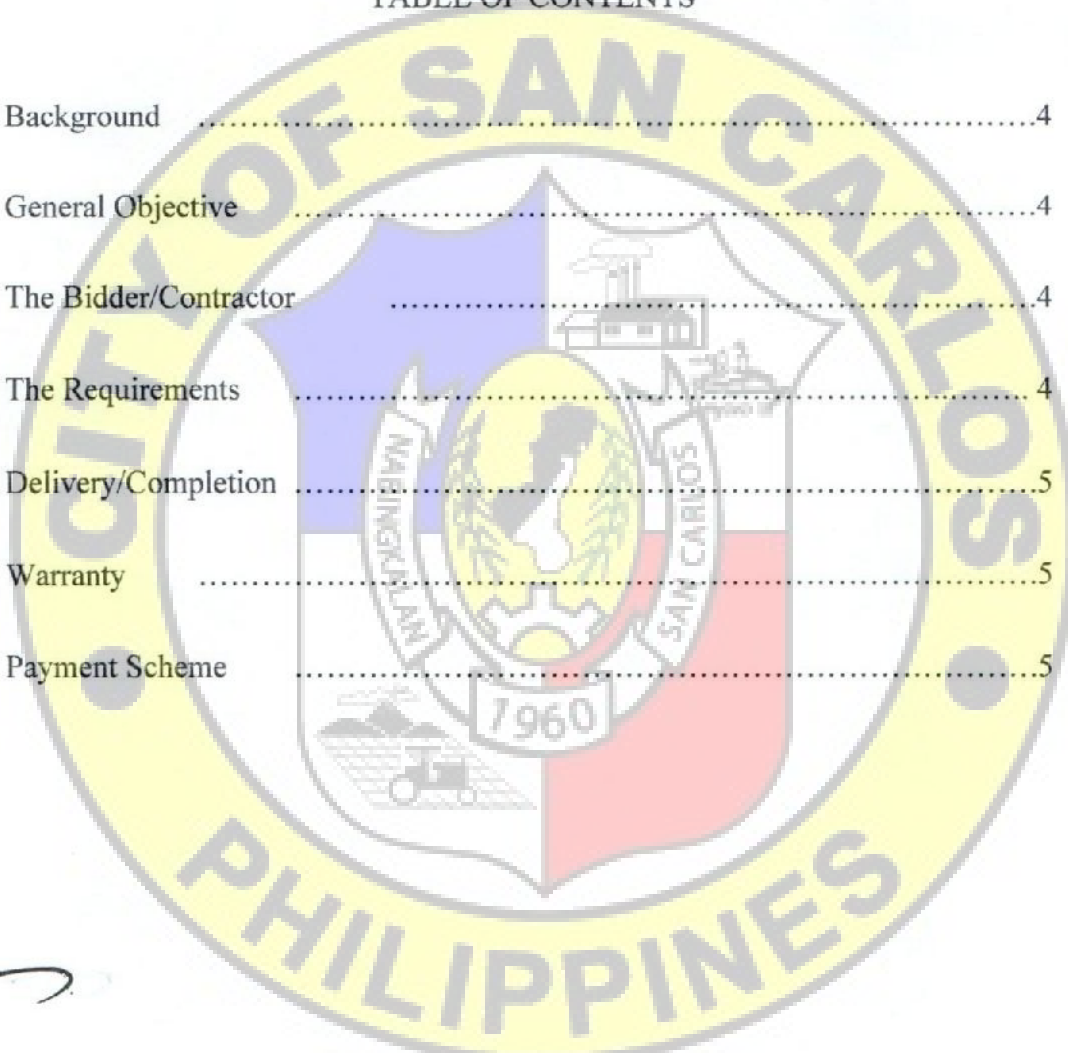 TABLE OF CONTENTS
CITY OF SAN CARLOS
Background ..........................................................................................4
General Objective ................................................................................4
The Bidder/Contractor ......................................................................4
The Requirements ................................................................................4
NABINGKALAN
SAN CARLOS
Delivery/Completion ................................................................................5
Warranty ..........................................................................................5
Payment Scheme ................................................................................5
1960
PHILIPPINES